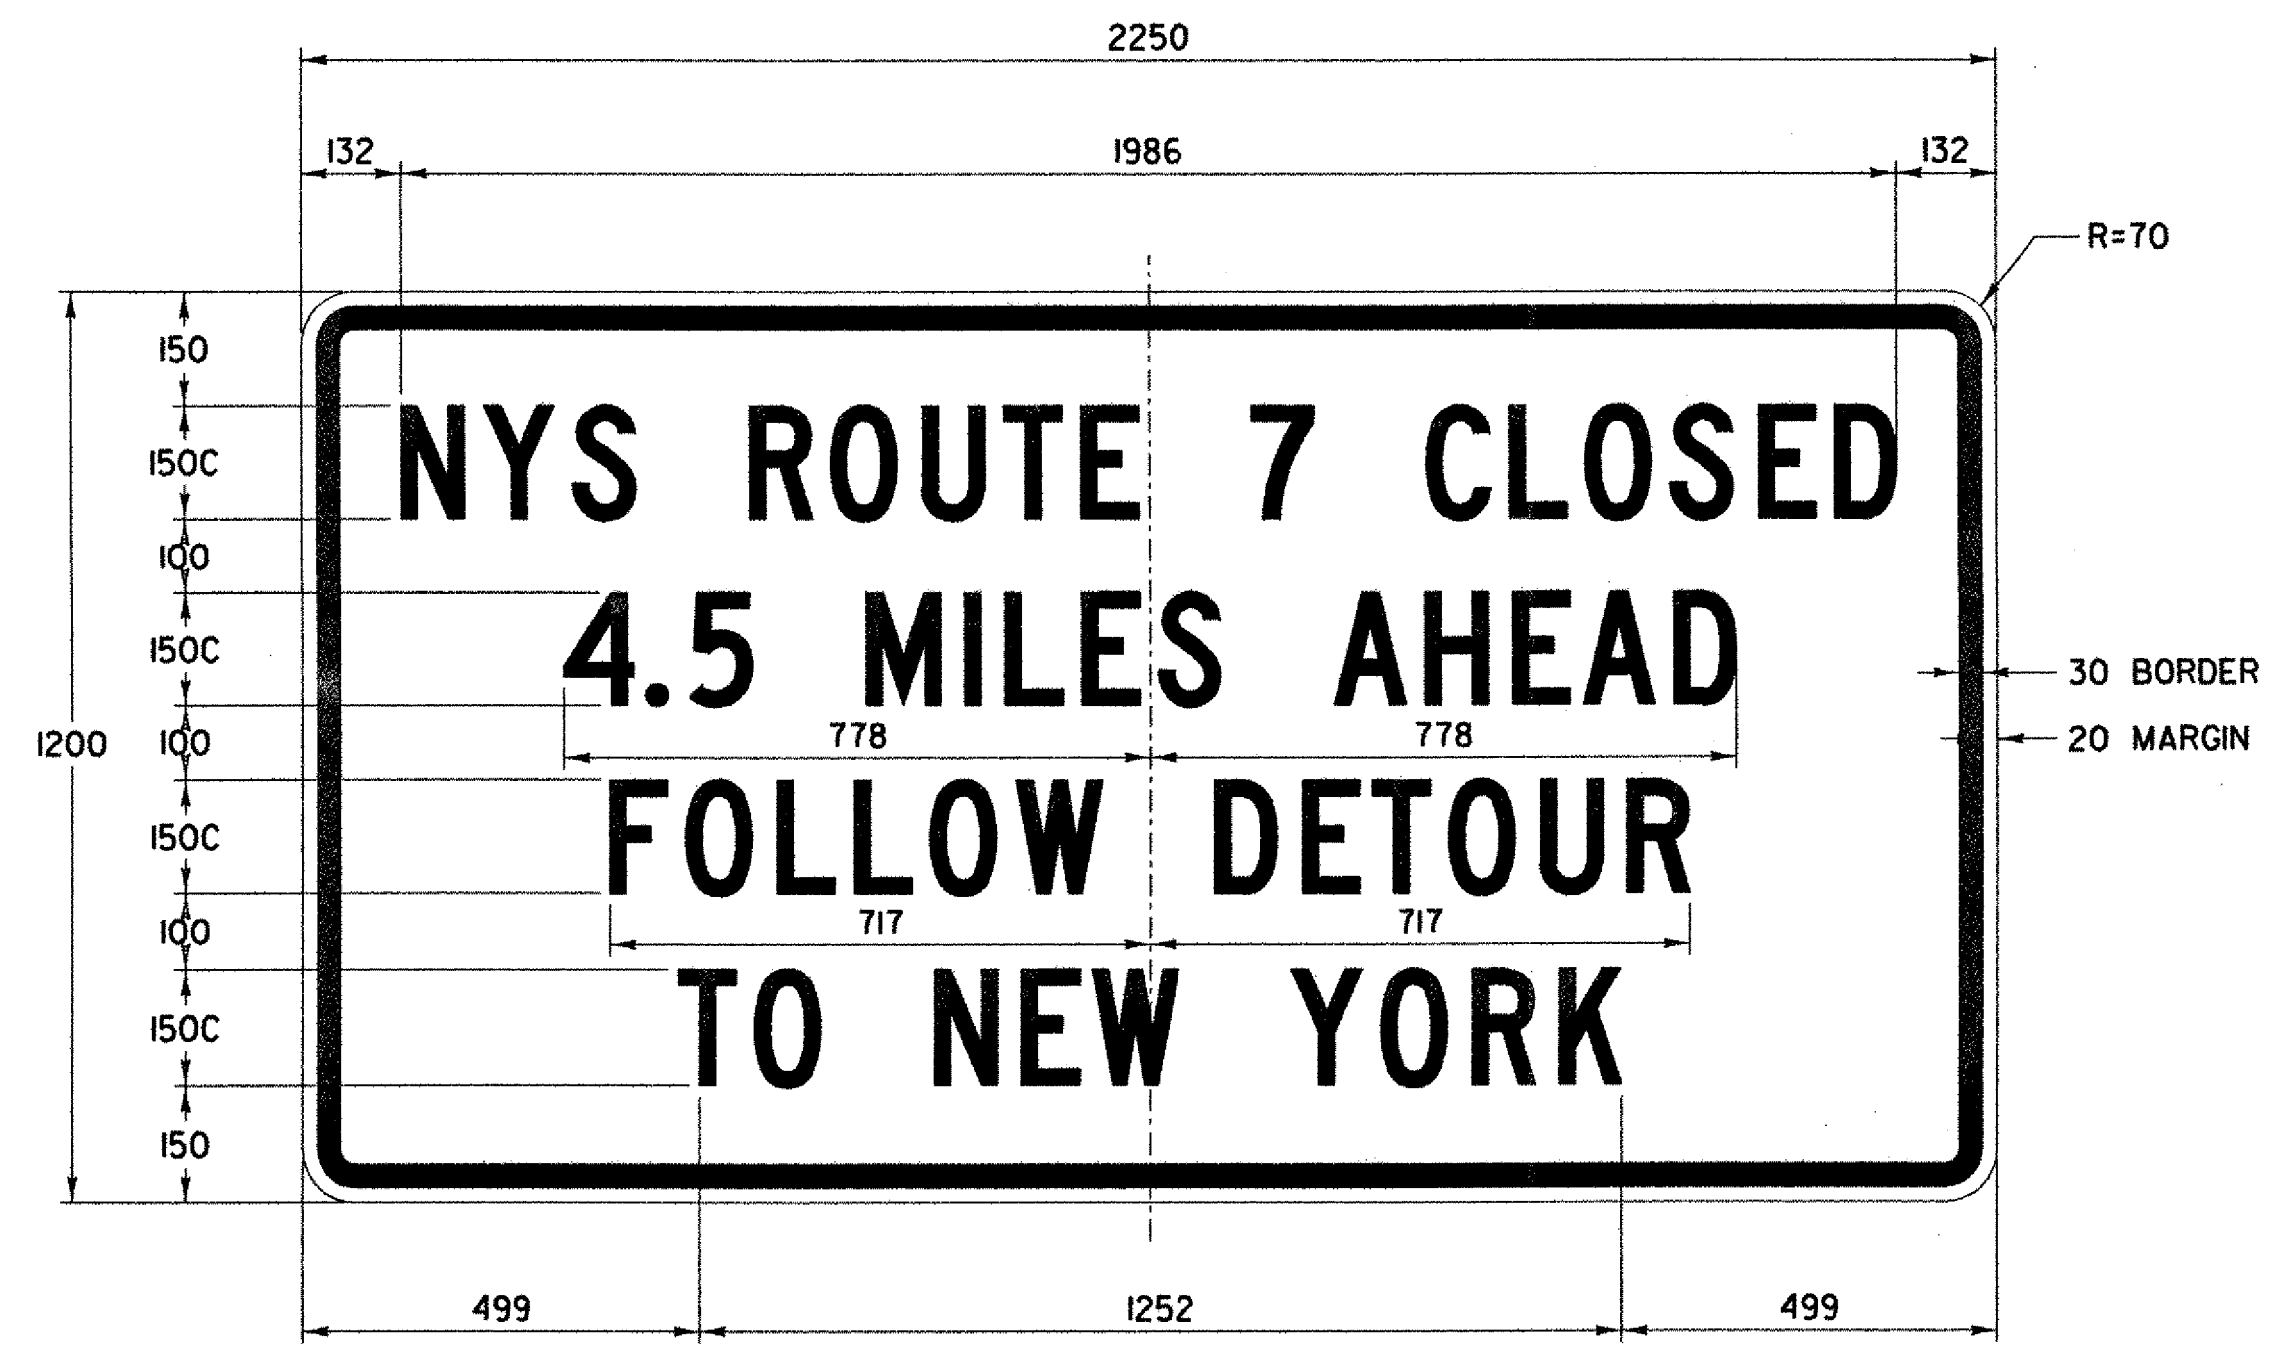 2250
132 1986 132
R=70
150
NYS ROUTE 7 CLOSED
150C
100
4.5 MILES AHEAD
150C
30 BORDER
778 778
1200
100
20 MARGIN
FOLLOW DETOUR
150C
717 717
100
TO NEW YORK
150C
150
499 1252 499